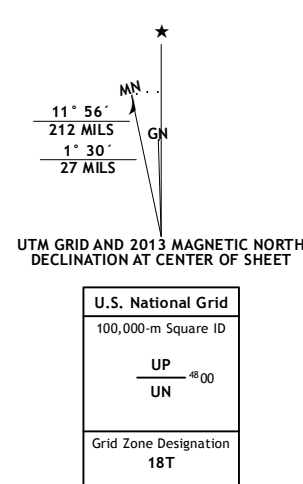 ★
MN
11° 56´
212 MILS
GN
1° 30´
27 MILS
UTM GRID AND 2013 MAGNETIC NORTH
DECLINATION AT CENTER OF SHEET
U.S. National Grid
100,000-m Square ID
UP
4800
UN
Grid Zone Designation
18T